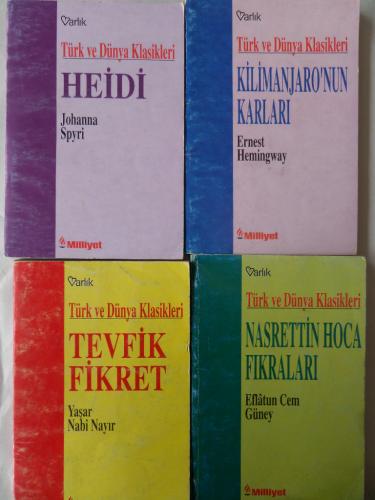 Varlık
Türk ve Dünya Klasikleri
HEİDİ
Johanna
Spyri
Milliyet
Varlık
Türk ve Dünya Klasikleri
KİLİMANJARO'NUN
KARLARI
Ernest
Hemingway
Milliyet
Varlık
Türk ve Dünya Klasikleri
TEVFİK
FİKRET
Yaşar
Nabi Nayır
Milliyet
Varlık
Türk ve Dünya Klasikleri
NASRETTİN HOCA
FIKRALARI
Eflâtun Cem
Güney
Milliyet